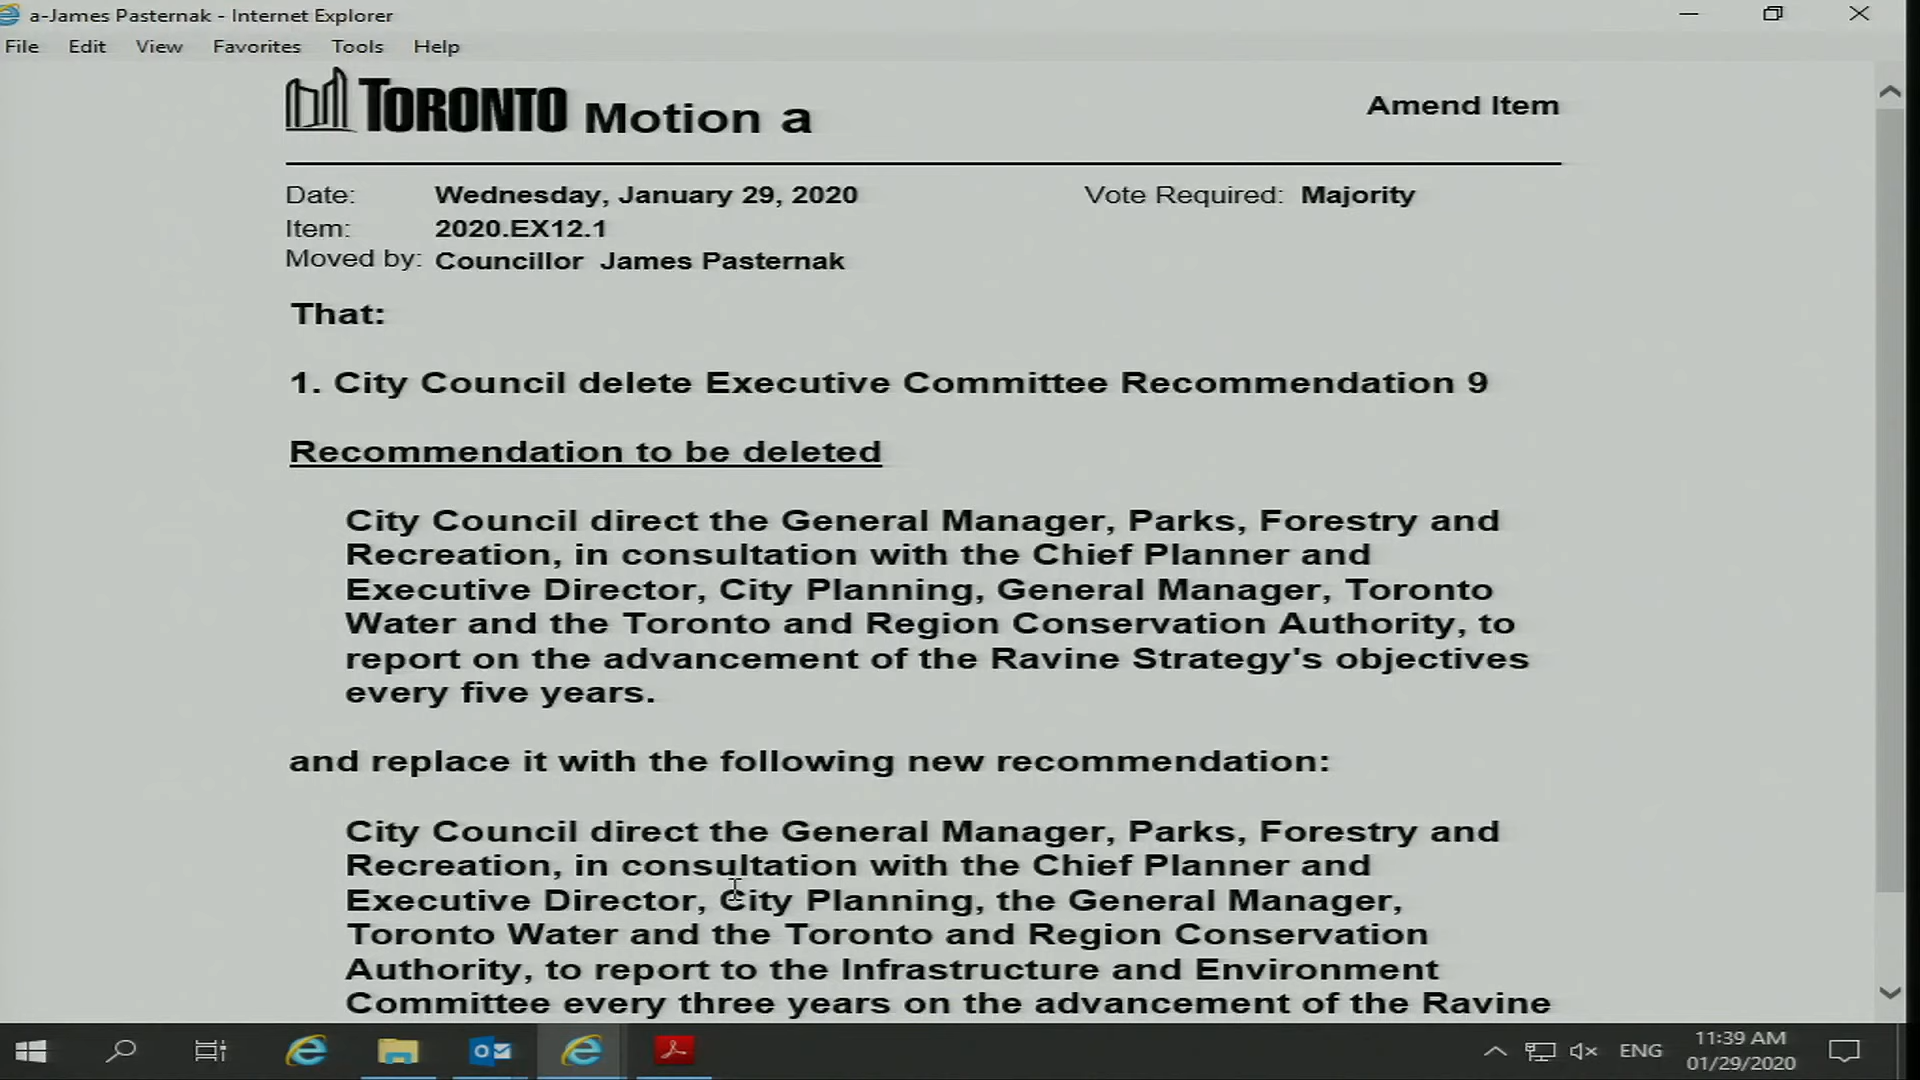 a-James Pasternak - Internet Explorer
File Edit View Favorites Tools Help
TORONTO Motion a
Amend Item
Date: Wednesday, January 29, 2020
Vote Required: Majority
Item: 2020.EX12.1
Moved by: Councillor James Pasternak
That:
1. City Council delete Executive Committee Recommendation 9
Recommendation to be deleted
City Council direct the General Manager, Parks, Forestry and
Recreation, in consultation with the Chief Planner and
Executive Director, City Planning, General Manager, Toronto
Water and the Toronto and Region Conservation Authority, to
report on the advancement of the Ravine Strategy's objectives
every five years.
and replace it with the following new recommendation:
City Council direct the General Manager, Parks, Forestry and
Recreation, in consultation with the Chief Planner and
Executive Director, City Planning, the General Manager,
Toronto Water and the Toronto and Region Conservation
Authority, to report to the Infrastructure and Environment
Committee every three years on the advancement of the Ravine
ENG
11:39 AM
01/29/2020